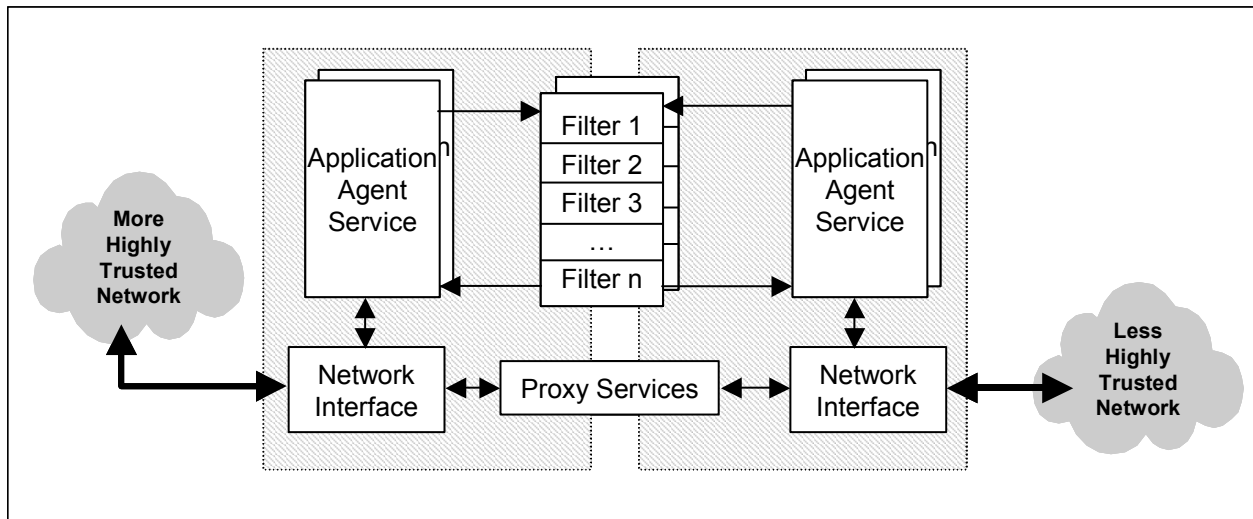 More
Highly
Trusted
Network
Application
Agent
Service
n
Network
Interface
Filter 1
Filter 2
Filter 3
…
Filter n
Proxy Services
Application
Agent
Service
n
Network
Interface
Less
Highly
Trusted
Network